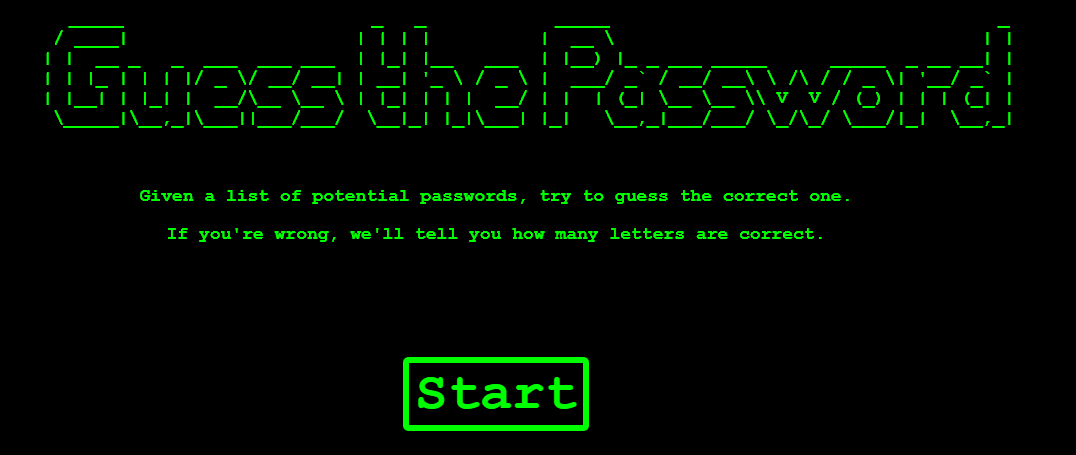 Guess the Password
Given a list of potential passwords, try to guess the correct one.
If you're wrong, we'll tell you how many letters are correct.
Start